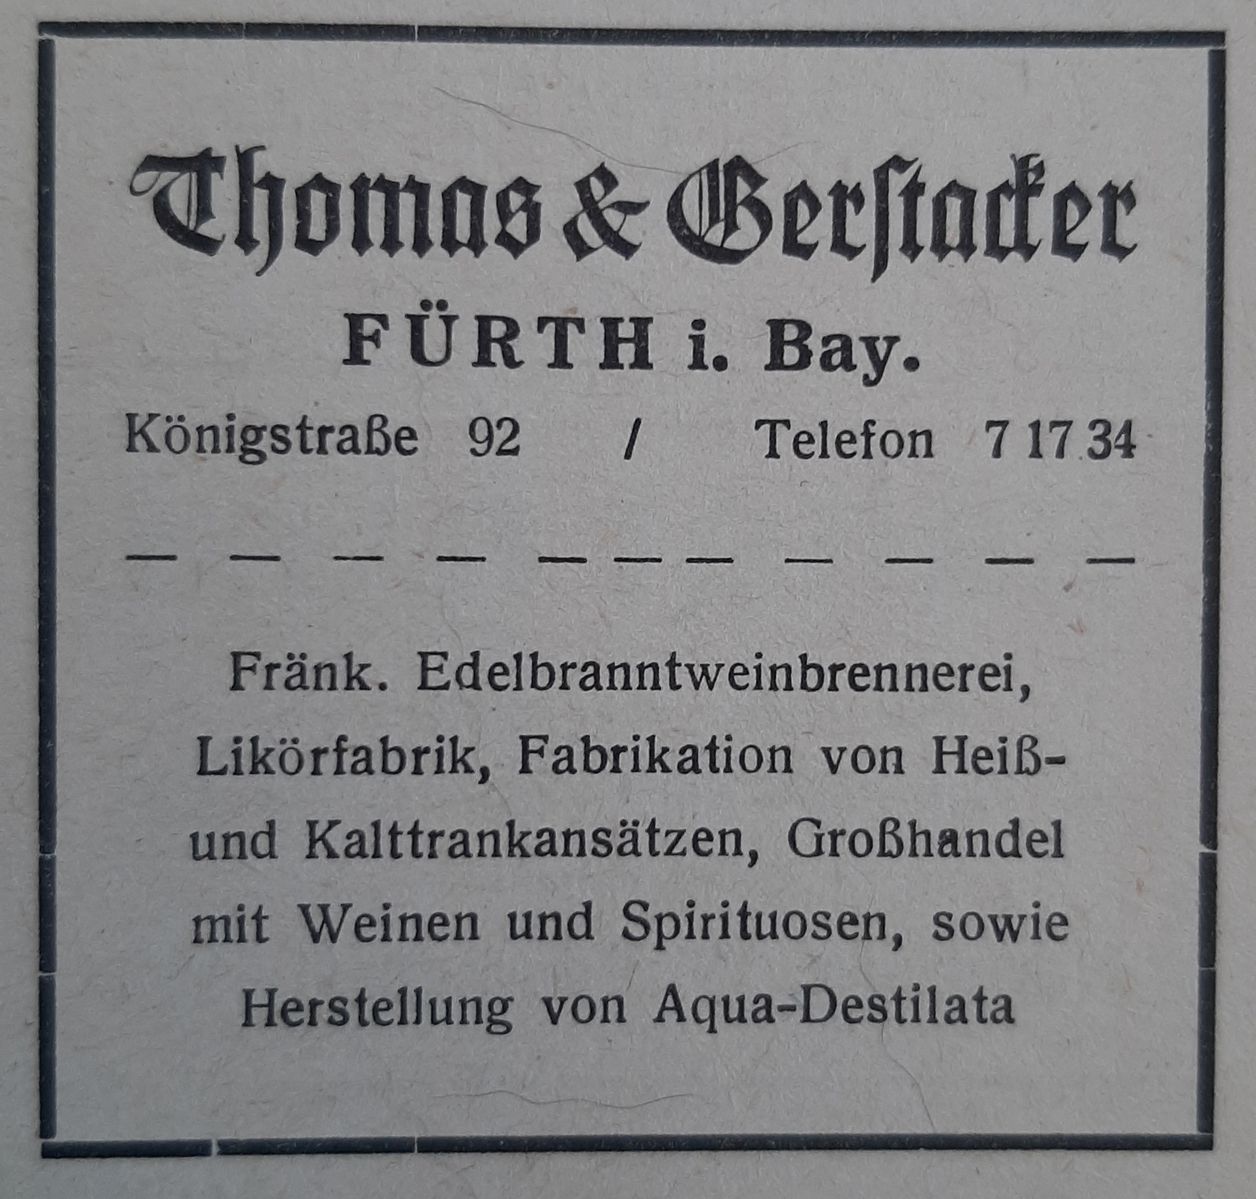 Thomas & Gerstacker
FÜRTH i. Bay.
Königstraße 92 / Telefon 7 17 34
Fränk. Edelbranntweinbrennerei,
Likörfabrik, Fabrikation von Heiß-
und Kalttrankansätzen, Großhandel
mit Weinen und Spirituosen, sowie
Herstellung von Aqua-Destilata